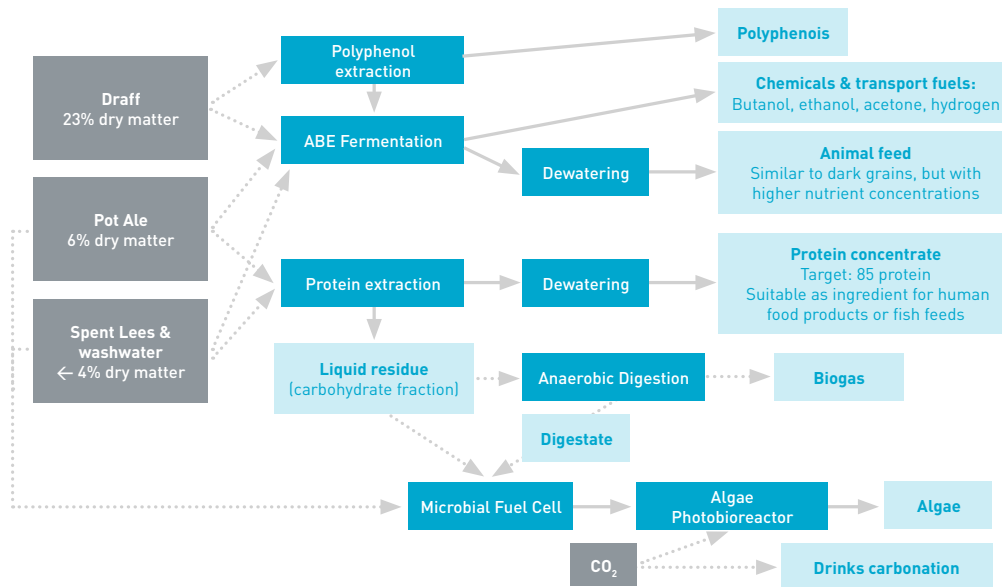 Draff
23% dry matter
Pot Ale
6% dry matter
Spent Lees &
washwater
← 4% dry matter
Polyphenol
extraction
ABE Fermentation
Dewatering
Protein extraction
Dewatering
Liquid residue
(carbohydrate fraction)
Anaerobic Digestion
Digestate
Microbial Fuel Cell
Algae
Photobioreactor
CO₂
Polyphenois
Chemicals & transport fuels:
Butanol, ethanol, acetone, hydrogen
Animal feed
Similar to dark grains, but with
higher nutrient concentrations
Protein concentrate
Target: 85 protein
Suitable as ingredient for human
food products or fish feeds
Biogas
Algae
Drinks carbonation